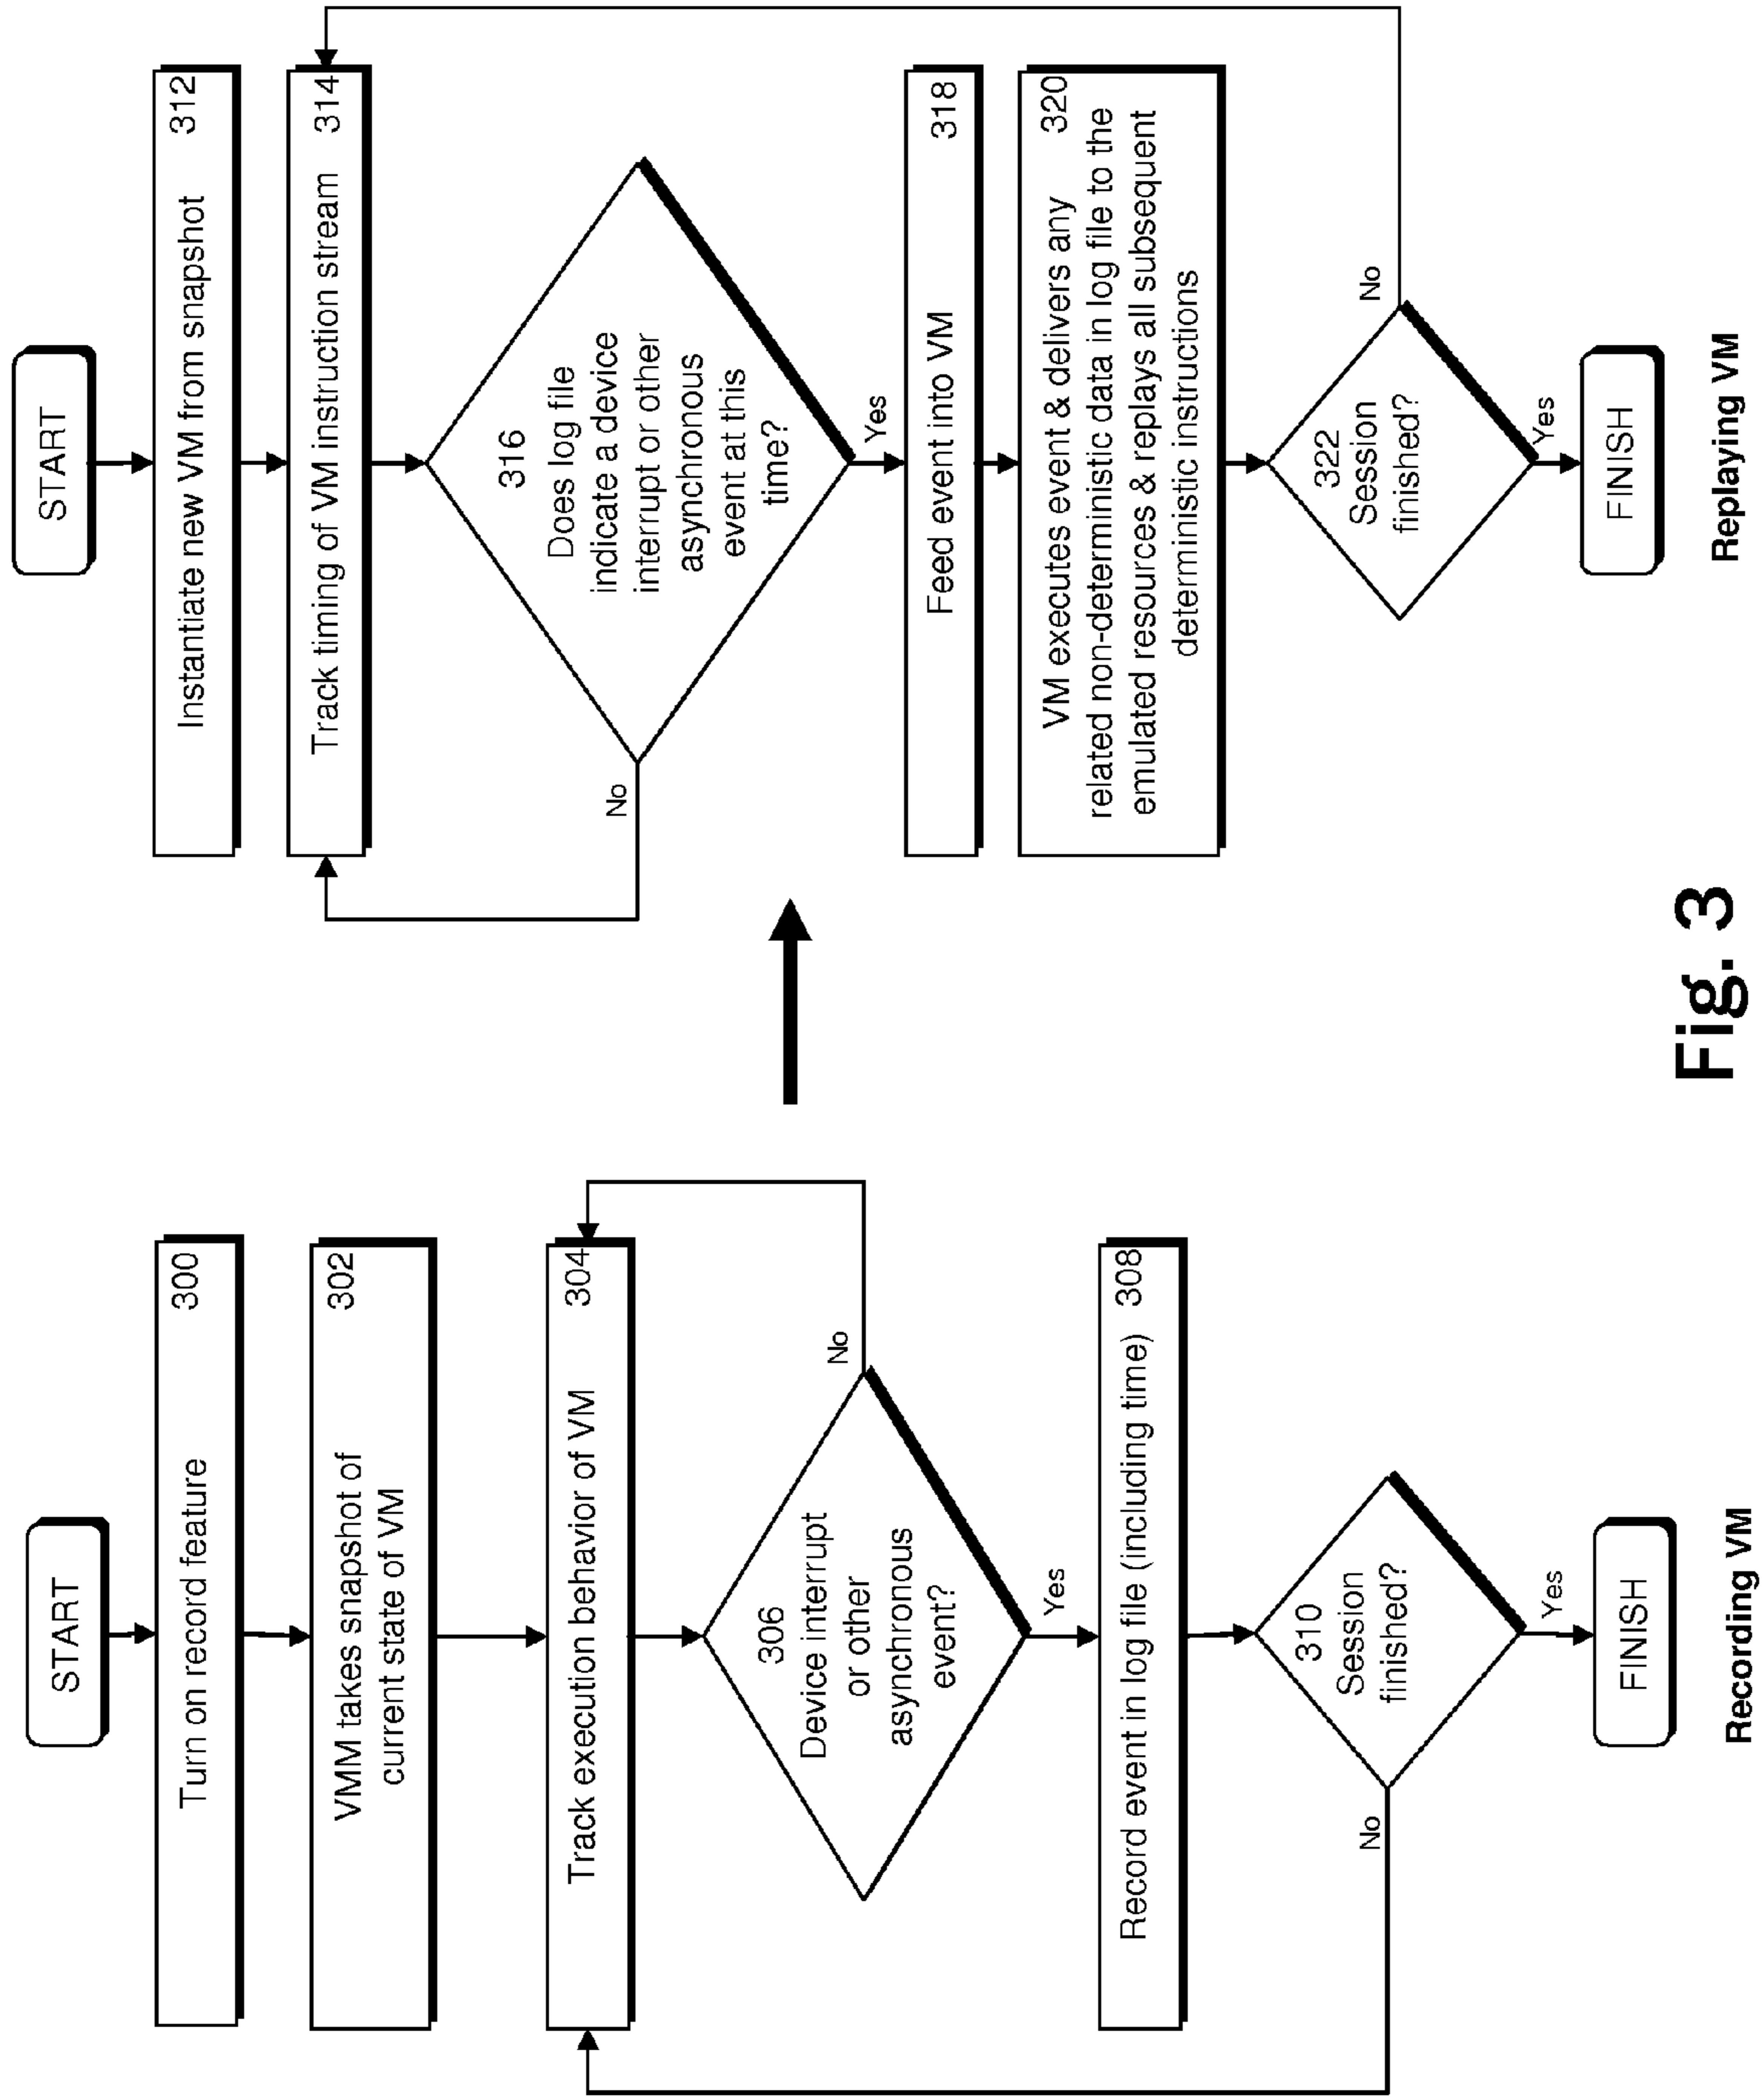 START
Turn on record feature 300
VMM takes snapshot of 302
current state of VM
Track execution behavior of VM 304
306
Device interrupt
or other
asynchronous
event?
No
Yes
Record event in log file (including time) 308
310
Session
finished?
No
Yes
FINISH
Recording VM
START
Instantiate new VM from snapshot 312
Track timing of VM instruction stream 314
316
Does log file
indicate a device
interrupt or other
asynchronous
event at this
time?
No
Yes
Feed event into VM 318
VM executes event & delivers any 320
related non-deterministic data in log file to the
emulated resources & replays all subsequent
deterministic instructions
322
Session
finished?
No
Yes
FINISH
Replaying VM
Fig. 3